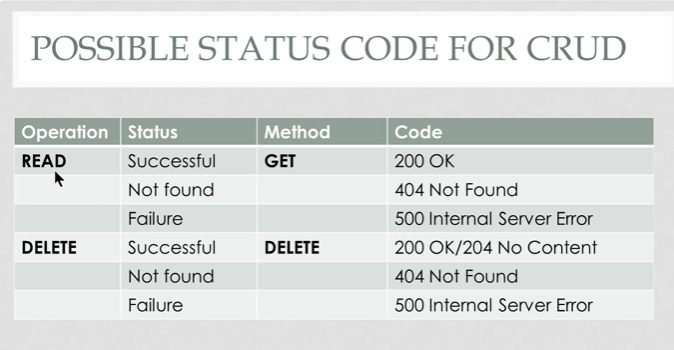 POSSIBLE STATUS CODE FOR CRUD
Operation Status Method Code
READ Successful GET 200 OK
Not found 404 Not Found
Failure 500 Internal Server Error
DELETE Successful DELETE 200 OK/204 No Content
Not found 404 Not Found
Failure 500 Internal Server Error